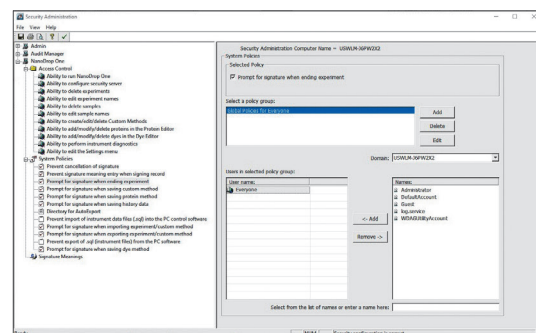 Security Administration
File View Help
Admin
Audit Manager
NanoDrop One
Access Control
Ability to run NanoDrop One
Ability to configure security server
Ability to delete experiments
Ability to edit experiment names
Ability to delete samples
Ability to edit sample names
Ability to create/edit/delete Custom Methods
Ability to add/modify/delete proteins in the Protein Editor
Ability to add/modify/delete dyes in the Dye Editor
Ability to perform instrument diagnostics
Ability to edit the Settings menu
System Policies
Prevent cancellation of signature
Prevent signature meaning entry when signing record
Prompt for signature when ending experiment
Prompt for signature when saving custom method
Prompt for signature when saving protein method
Prompt for signature when saving history data
Directory for AutoExport
Prevent import of instrument data files (.sql) into the PC control software
Prompt for signature when importing experiment/custom method
Prompt for signature when exporting experiment/custom method
Prevent export of .sql (instrument files) from the PC software
Prompt for signature when saving dye method
Signature Meanings
Security Administration Computer Name = USWLM-J6PW2X2
System Policies
Selected Policy
Prompt for signature when ending experiment
Select a policy group:
Global Policies for Everyone
Add
Delete
Edit
Domain: USWLM-J6PW2X2
Users in selected policy group:
User name:
Everyone
<- Add
Remove ->
Names:
Administrator
DefaultAccount
Guest
log.service
WDAGUtilityAccount
Select from the list of names or enter a name here:
Ready
NUM